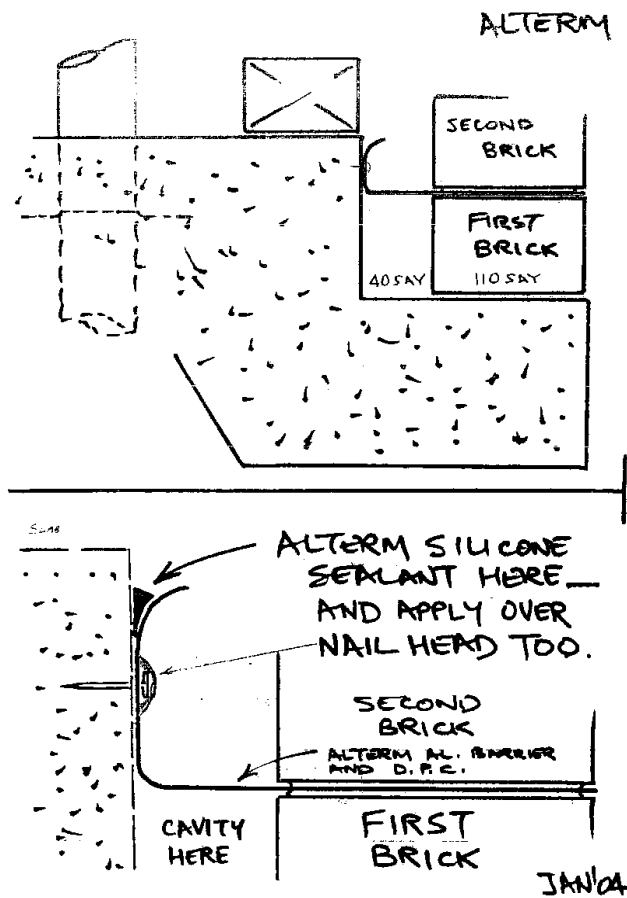 ALTERM
SECOND
BRICK
FIRST
BRICK
40 SAY
110 SAY
SLAB
ALTERM SILICONE
SEALANT HERE
AND APPLY OVER
NAIL HEAD TOO.
SECOND
BRICK
ALTERM AL. BARRIER
AND D.P.C.
CAVITY
HERE
FIRST
BRICK
JAN'04